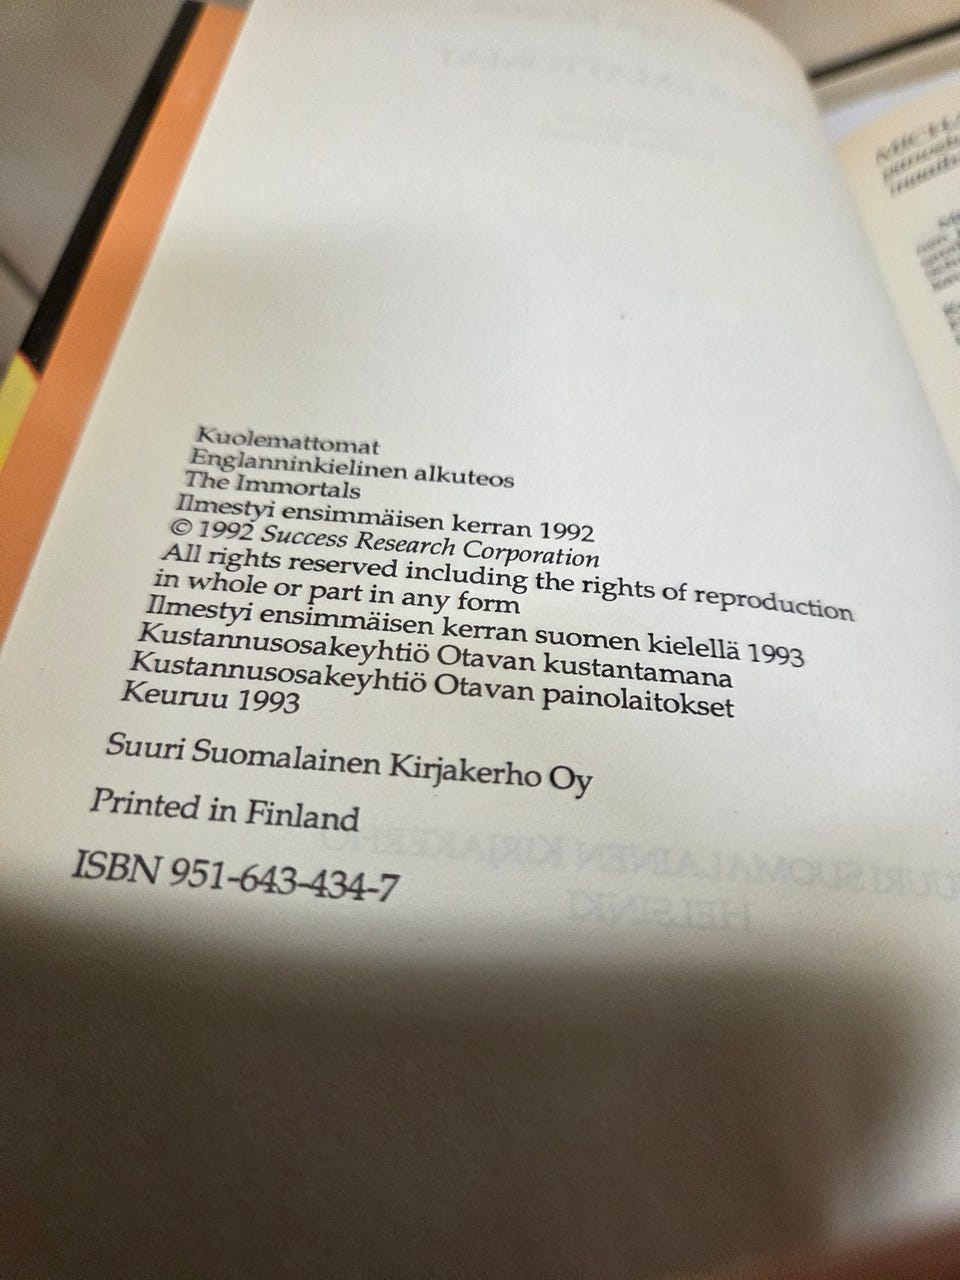 Kuolemattomat
Englanninkielinen alkuteos
The Immortals
Ilmestyi ensimmäisen kerran 1992
© 1992 Success Research Corporation
All rights reserved including the rights of reproduction
in whole or part in any form
Ilmestyi ensimmäisen kerran suomen kielellä 1993
Kustannusosakeyhtiö Otavan kustantamana
Kustannusosakeyhtiö Otavan painolaitokset
Keuruu 1993
Suuri Suomalainen Kirjakerho Oy
Printed in Finland
ISBN 951-643-434-7